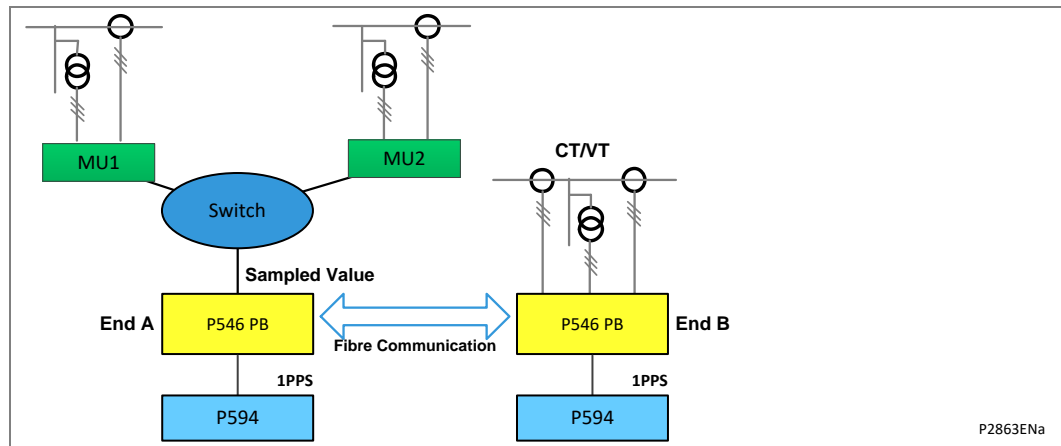 MU1
MU2
CT/VT
Switch
Sampled Value
End A
P546 PB
Fibre Communication
P546 PB
End B
1PPS
1PPS
P594
P594
P2863ENa